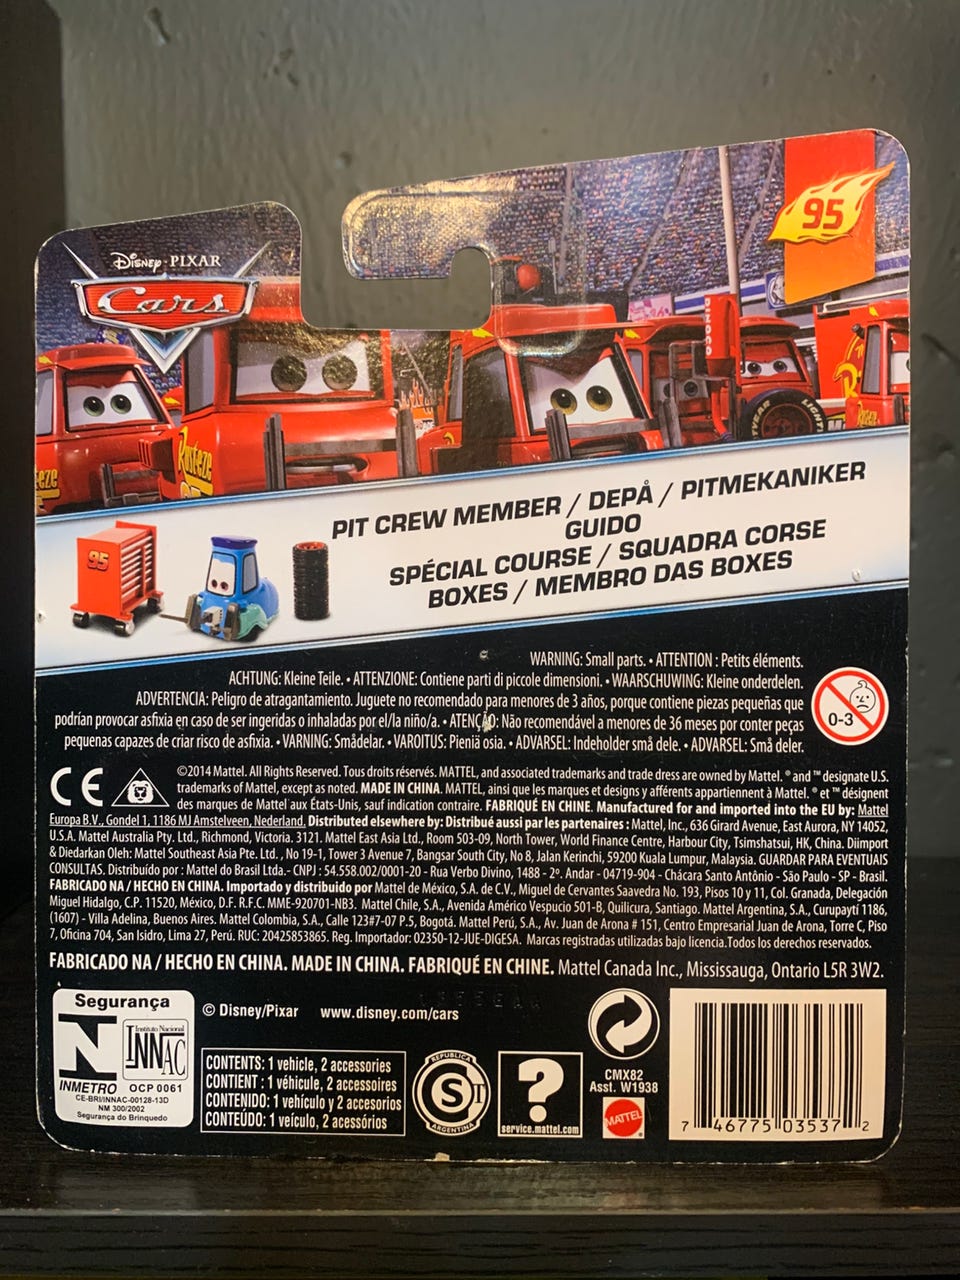 95
DISNEY · PIXAR
Cars
DINOCO
Rusteze
PIT CREW MEMBER / DEPÅ / PITMEKANIKER
GUIDO
SPÉCIAL COURSE / SQUADRA CORSE
BOXES / MEMBRO DAS BOXES
95
WARNING: Small parts. • ATTENTION : Petits éléments.
ACHTUNG: Kleine Teile. • ATTENZIONE: Contiene parti di piccole dimensioni. • WAARSCHUWING: Kleine onderdelen.
ADVERTENCIA: Peligro de atragantamiento. Juguete no recomendado para menores de 3 años, porque contiene piezas pequeñas que
podrían provocar asfixia en caso de ser ingeridas o inhaladas por el/la niño/a. • ATENÇÃO: Não recomendável a menores de 36 meses por conter peças
pequenas capazes de criar risco de asfixia. • VARNING: Smådelar. • VAROITUS: Pieniä osia. • ADVARSEL: Indeholder små dele. • ADVARSEL: Små deler.
0-3
CE
©2014 Mattel. All Rights Reserved. Tous droits réservés. MATTEL, and associated trademarks and trade dress are owned by Mattel. ® and ™ designate U.S.
trademarks of Mattel, except as noted. MADE IN CHINA. MATTEL, ainsi que les marques et designs y afférents appartiennent à Mattel. ® et ™ désignent
des marques de Mattel aux États-Unis, sauf indication contraire. FABRIQUÉ EN CHINE. Manufactured for and imported into the EU by: Mattel
Europa B.V., Gondel 1, 1186 MJ Amstelveen, Nederland. Distributed elsewhere by: Distribué aussi par les partenaires : Mattel, Inc., 636 Girard Avenue, East Aurora, NY 14052,
U.S.A. Mattel Australia Pty. Ltd., Richmond, Victoria. 3121. Mattel East Asia Ltd., Room 503-09, North Tower, World Finance Centre, Harbour City, Tsimshatsui, HK, China. Diimport
& Diedarkan Oleh: Mattel Southeast Asia Pte. Ltd., No 19-1, Tower 3 Avenue 7, Bangsar South City, No 8, Jalan Kerinchi, 59200 Kuala Lumpur, Malaysia. GUARDAR PARA EVENTUAIS
CONSULTAS. Distribuído por : Mattel do Brasil Ltda.- CNPJ : 54.558.002/0001-20 - Rua Verbo Divino, 1488 - 2º. Andar - 04719-904 - Chácara Santo Antônio - São Paulo - SP - Brasil.
FABRICADO NA / HECHO EN CHINA. Importado y distribuido por Mattel de México, S.A. de C.V., Miguel de Cervantes Saavedra No. 193, Pisos 10 y 11, Col. Granada, Delegación
Miguel Hidalgo, C.P. 11520, México, D.F. R.F.C. MME-920701-NB3. Mattel Chile, S.A., Avenida Américo Vespucio 501-B, Quilicura, Santiago. Mattel Argentina, S.A., Curupaytí 1186,
(1607) - Villa Adelina, Buenos Aires. Mattel Colombia, S.A., Calle 123#7-07 P.5, Bogotá. Mattel Perú, S.A., Av. Juan de Arona # 151, Centro Empresarial Juan de Arona, Torre C, Piso
7, Oficina 704, San Isidro, Lima 27, Perú. RUC: 20425853865. Reg. Importador: 02350-12-JUE-DIGESA. Marcas registradas utilizadas bajo licencia. Todos los derechos reservados.
FABRICADO NA / HECHO EN CHINA. MADE IN CHINA. FABRIQUÉ EN CHINE. Mattel Canada Inc., Mississauga, Ontario L5R 3W2.
Segurança
Instituto Nacional
INNAC
INMETRO OCP 0061
CE-BRI/INNAC-00128-13D
NM 300/2002
Segurança do Brinquedo
© Disney/Pixar www.disney.com/cars
CONTENTS: 1 vehicle, 2 accessories
CONTIENT : 1 véhicule, 2 accessoires
CONTENIDO: 1 vehículo y 2 accesorios
CONTEÚDO: 1 veículo, 2 acessórios
REPUBLICA
S
ARGENTINA
?
service.mattel.com
CMX82
Asst. W1938
MATTEL
7 46775 03537 2